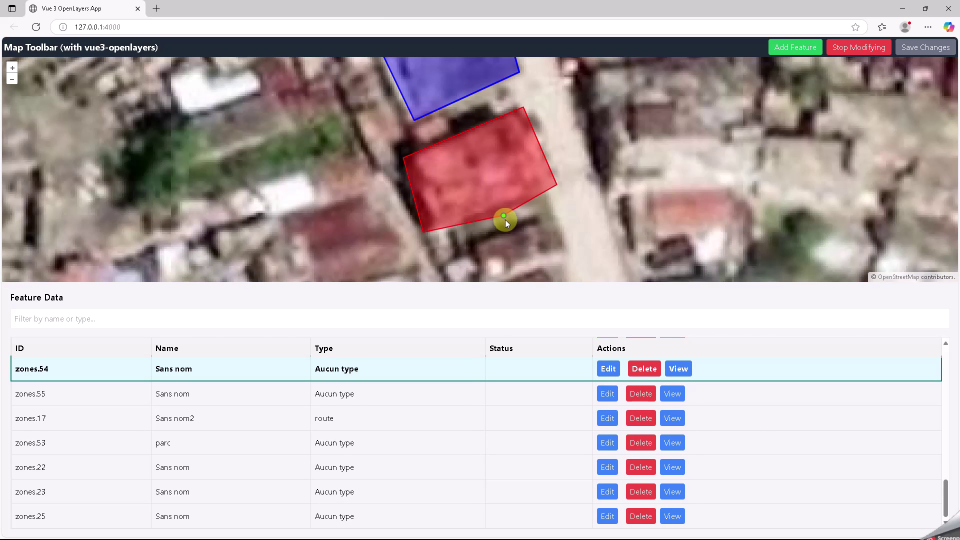 Vue 3 OpenLayers App
127.0.0.1:4000
Map Toolbar (with vue3-openlayers) Add Feature Stop Modifying Save Changes
+
−
© OpenStreetMap contributors.
Feature Data
Filter by name or type...
ID Name Type Status Actions
zones.54 Sans nom Aucun type Edit Delete View
zones.55 Sans nom Aucun type Edit Delete View
zones.17 Sans nom2 route Edit Delete View
zones.53 parc Aucun type Edit Delete View
zones.22 Sans nom Aucun type Edit Delete View
zones.23 Sans nom Aucun type Edit Delete View
zones.25 Sans nom Aucun type Edit Delete View